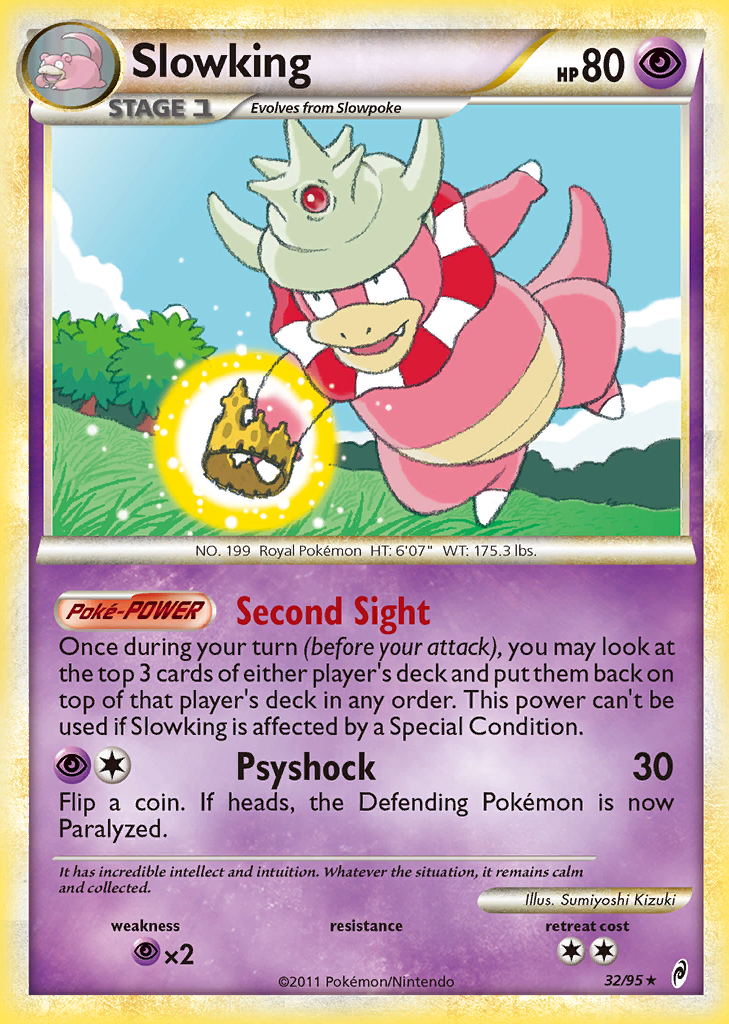 Slowking
HP 80
STAGE 1
Evolves from Slowpoke
NO. 199 Royal Pokémon HT: 6'07" WT: 175.3 lbs.
Poké-POWER Second Sight
Once during your turn (before your attack), you may look at
the top 3 cards of either player's deck and put them back on
top of that player's deck in any order. This power can't be
used if Slowking is affected by a Special Condition.
Psyshock 30
Flip a coin. If heads, the Defending Pokémon is now
Paralyzed.
It has incredible intellect and intuition. Whatever the situation, it remains calm
and collected.
Illus. Sumiyoshi Kizuki
weakness resistance retreat cost
×2
©2011 Pokémon/Nintendo 32/95 ★